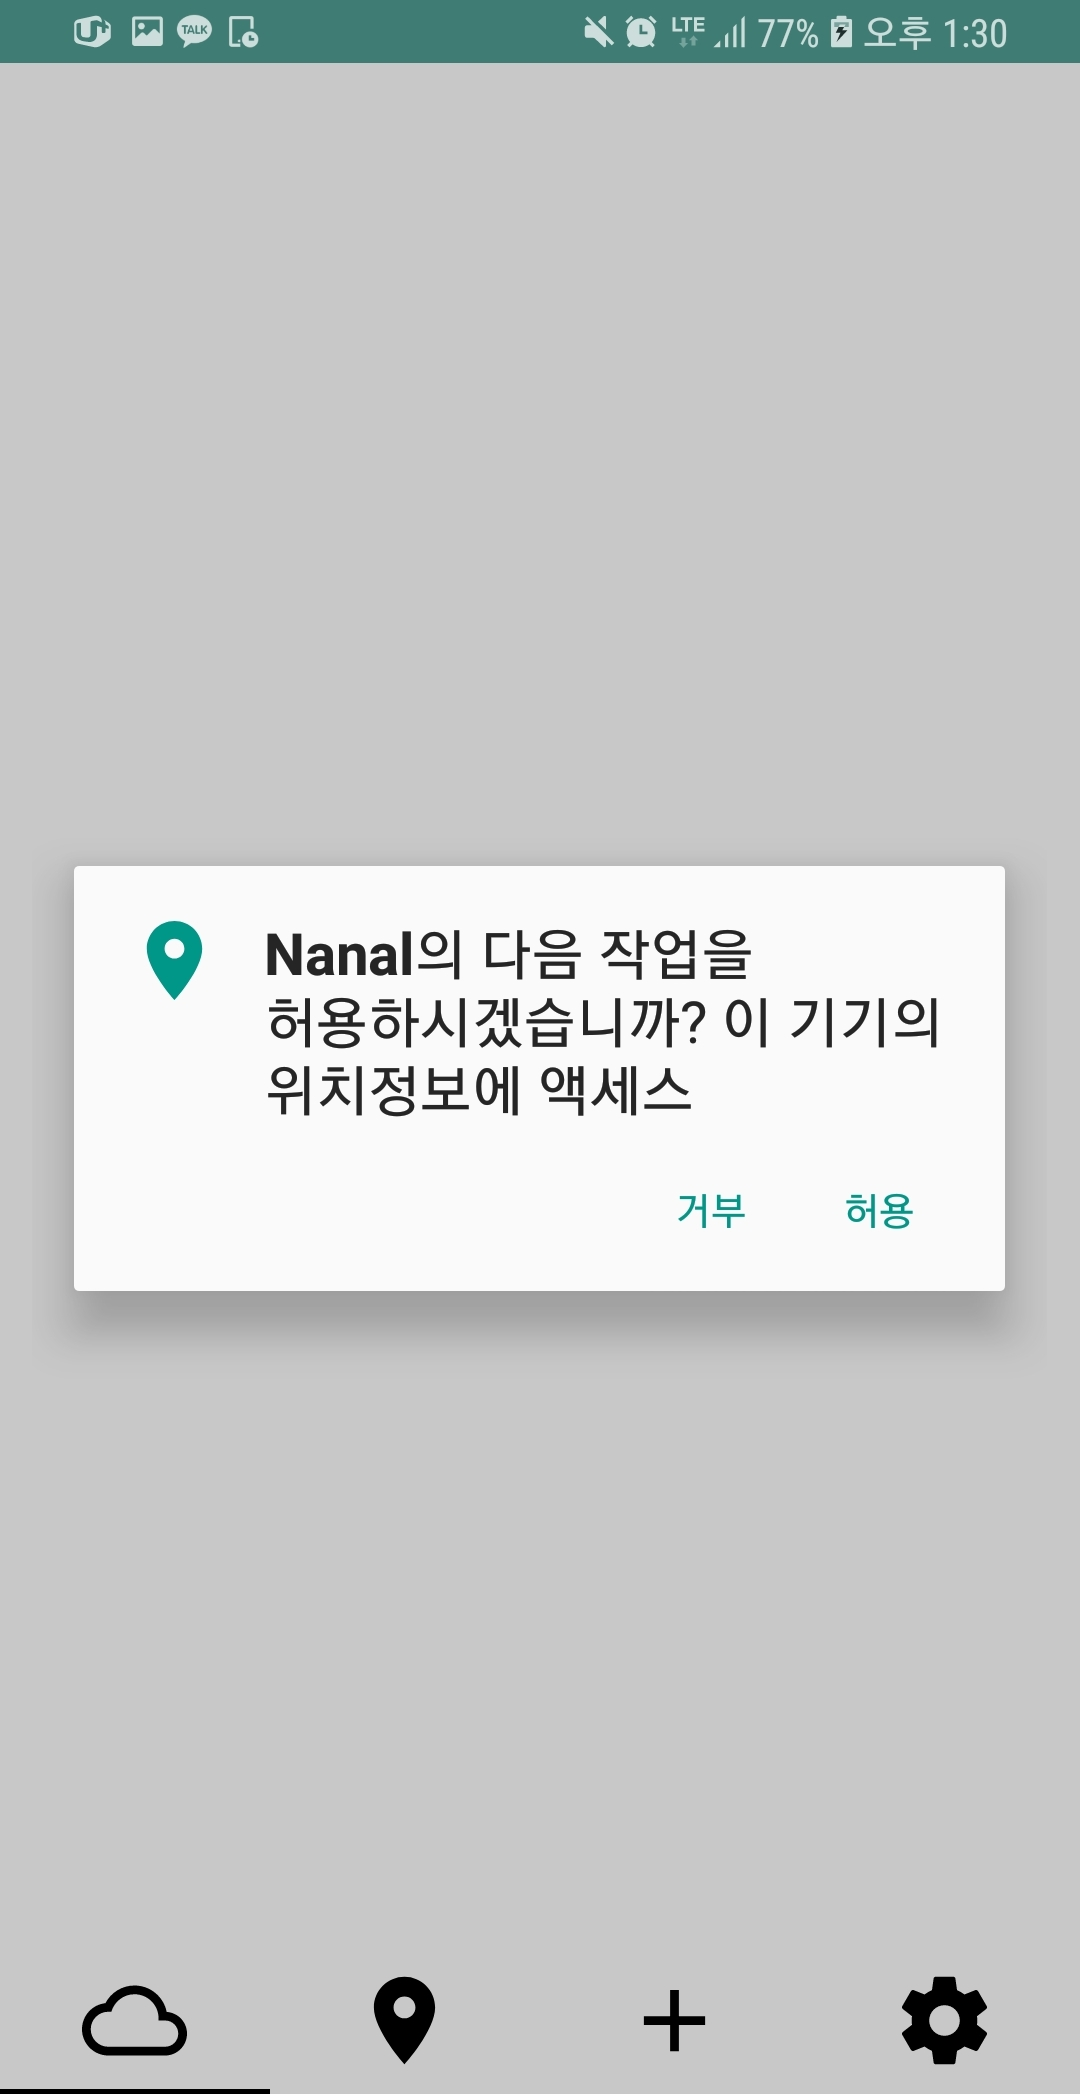 TALK LTE 77% 오후 1:30
Nanal의 다음 작업을
허용하시겠습니까? 이 기기의
위치정보에 액세스
거부 허용